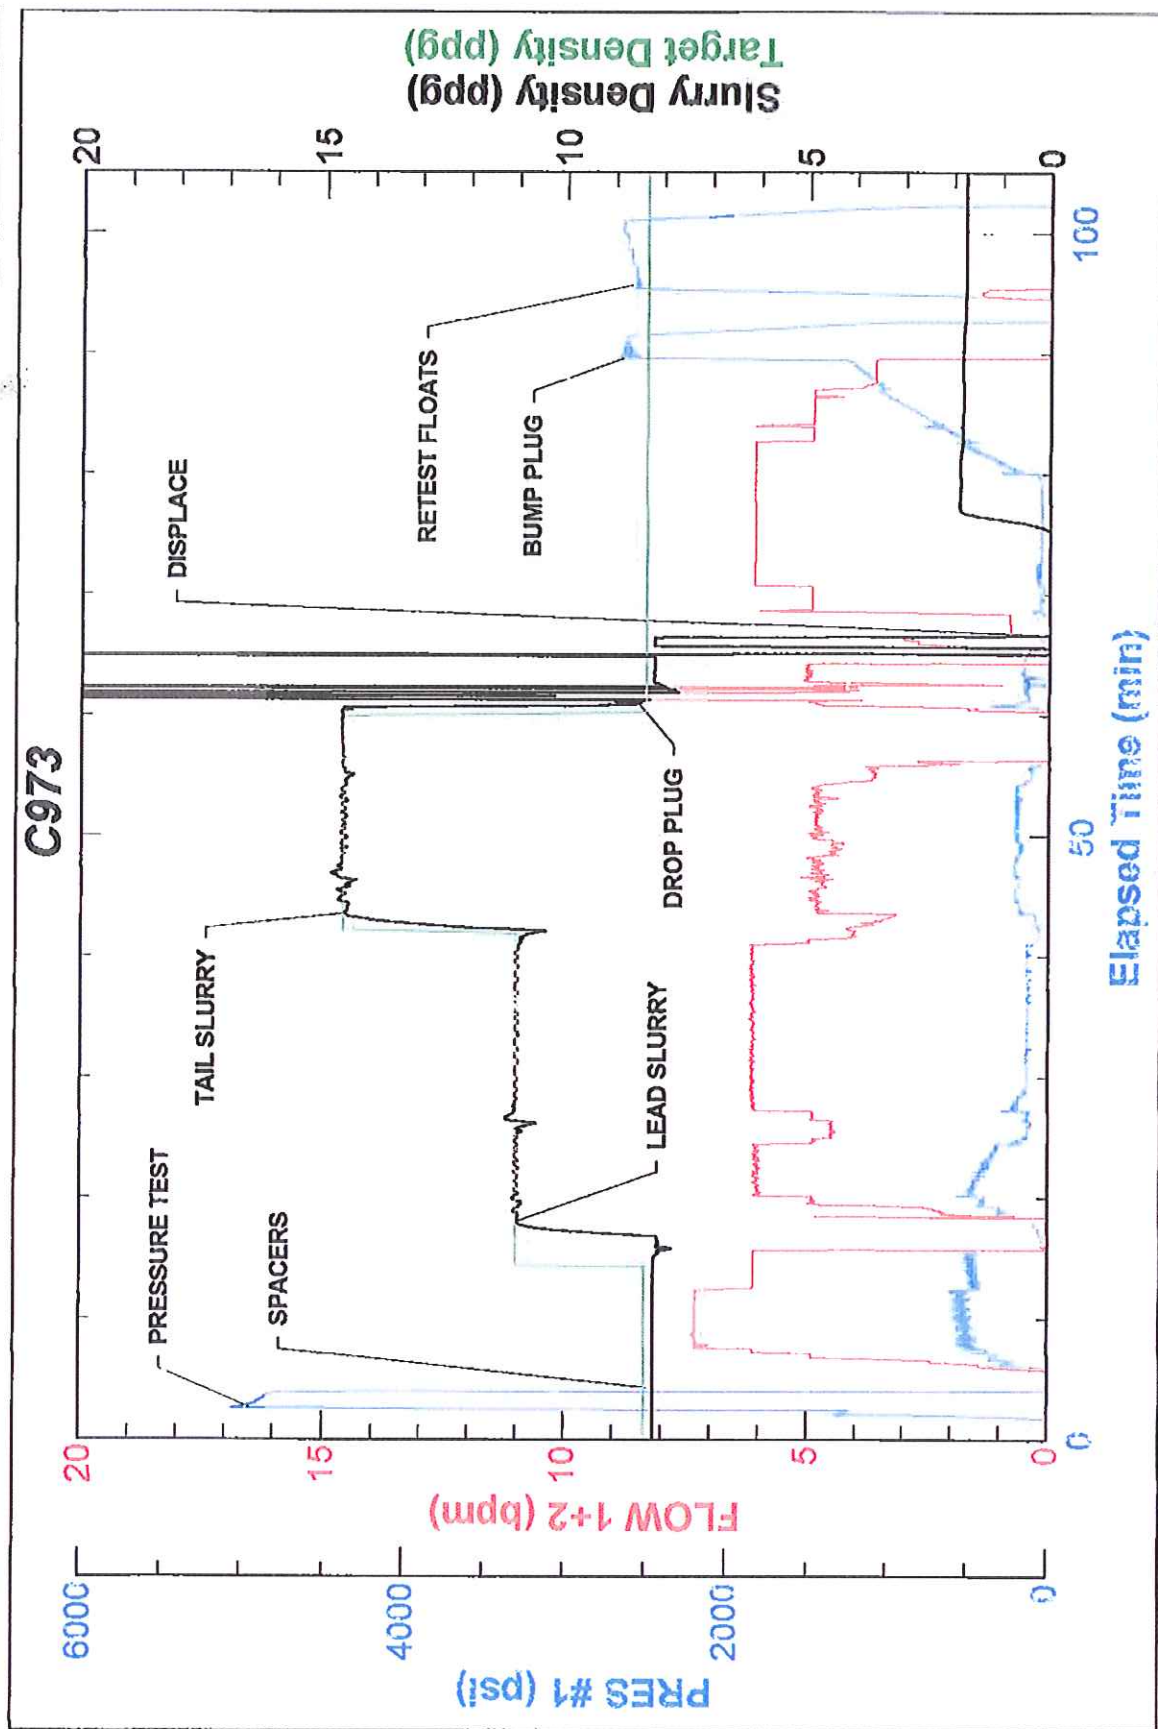 C973
PRES #1 (psi)
6000
4000
2000
0
FLOW 1+2 (bpm)
20
15
10
5
0
PRESSURE TEST
SPACERS
TAIL SLURRY
LEAD SLURRY
DROP PLUG
DISPLACE
RETEST FLOATS
BUMP PLUG
20
15
10
5
0
Slurry Density (ppg)
Target Density (ppg)
0
50
100
Elapsed Time (min)